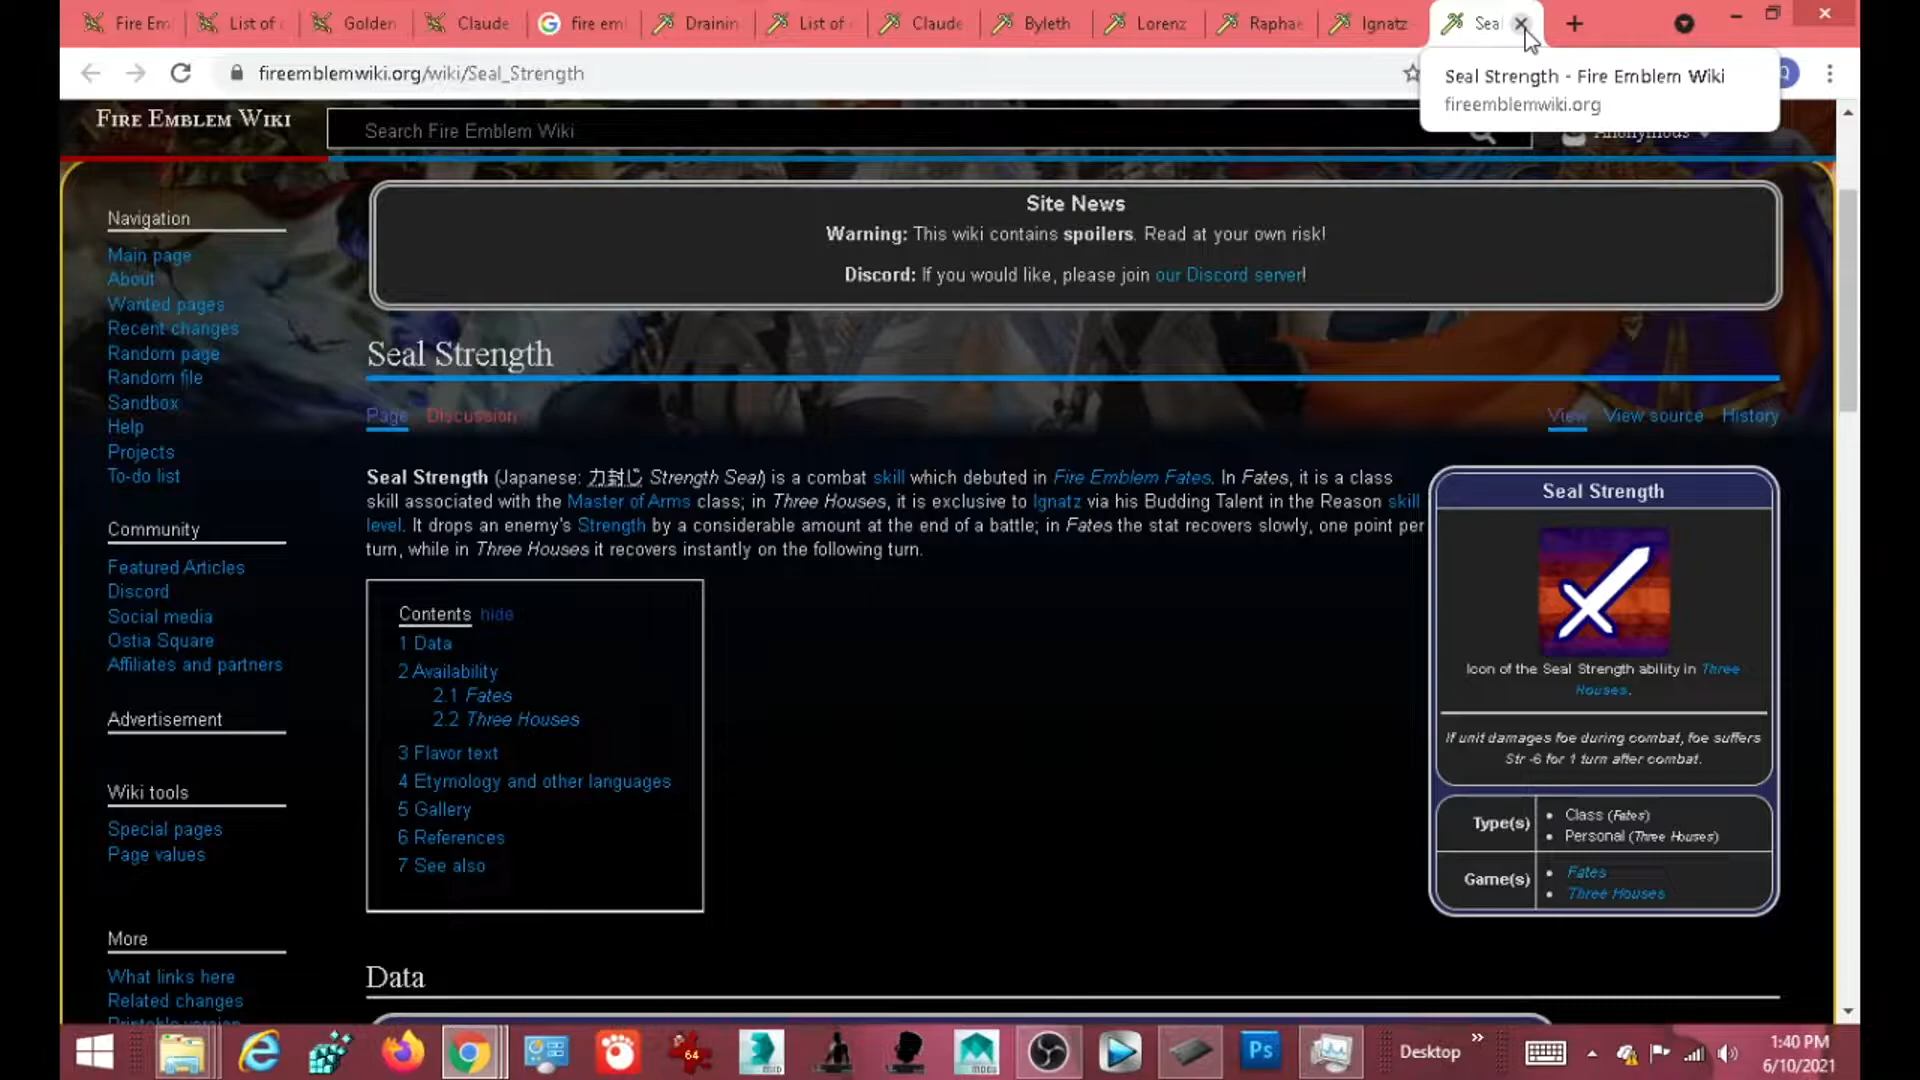 Fire Em
List of
Golden
Claude
fire em
Drainin
List of
Claude
Byleth
Lorenz
Raphae
Ignatz
Seal
fireemblemwiki.org/wiki/Seal_Strength
Seal Strength - Fire Emblem Wiki
fireemblemwiki.org
FIRE EMBLEM WIKI
Search Fire Emblem Wiki
Anonymous
Site News
Warning: This wiki contains spoilers. Read at your own risk!
Discord: If you would like, please join our Discord server!
Navigation
Main page
About
Wanted pages
Recent changes
Random page
Random file
Sandbox
Help
Projects
To-do list
Community
Featured Articles
Discord
Social media
Ostia Square
Affiliates and partners
Advertisement
Wiki tools
Special pages
Page values
More
What links here
Related changes
Printable version
Seal Strength
Page Discussion
View View source History
Seal Strength (Japanese: 力封じ Strength Seal) is a combat skill which debuted in Fire Emblem Fates. In Fates, it is a class
skill associated with the Master of Arms class; in Three Houses, it is exclusive to Ignatz via his Budding Talent in the Reason skill
level. It drops an enemy's Strength by a considerable amount at the end of a battle; in Fates the stat recovers slowly, one point per
turn, while in Three Houses it recovers instantly on the following turn.
Contents hide
1 Data
2 Availability
2.1 Fates
2.2 Three Houses
3 Flavor text
4 Etymology and other languages
5 Gallery
6 References
7 See also
Seal Strength
Icon of the Seal Strength ability in Three
Houses.
If unit damages foe during combat, foe suffers
Str -6 for 1 turn after combat.
Type(s)
• Class (Fates)
• Personal (Three Houses)
Game(s)
• Fates
• Three Houses
Data
64
Ps
Desktop
1:40 PM
6/10/2021